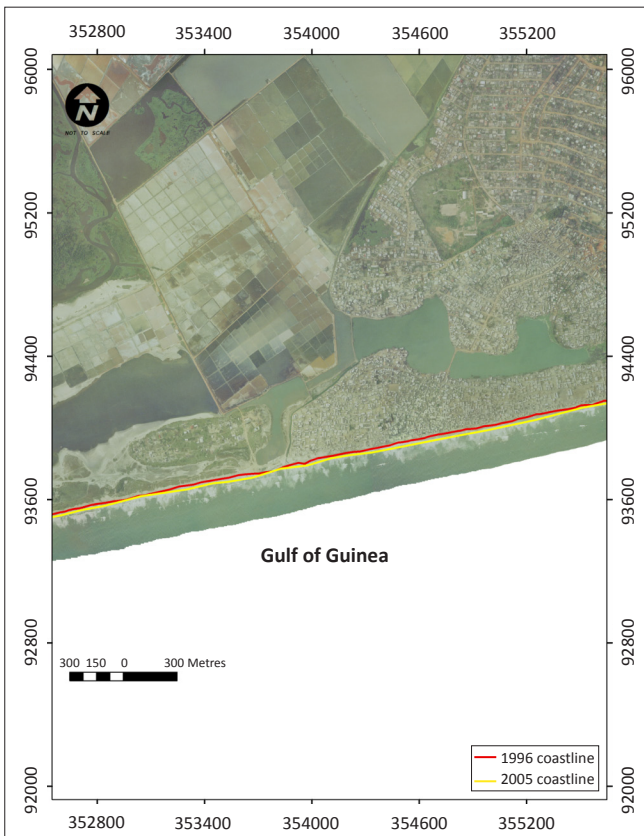 352800 353400 354000 354600 355200
96000 96000
N
NOT TO SCALE
95200 95200
94400 94400
93600 93600
Gulf of Guinea
92800 92800
300 150 0 300 Metres
1996 coastline
2005 coastline
92000 92000
352800 353400 354000 354600 355200